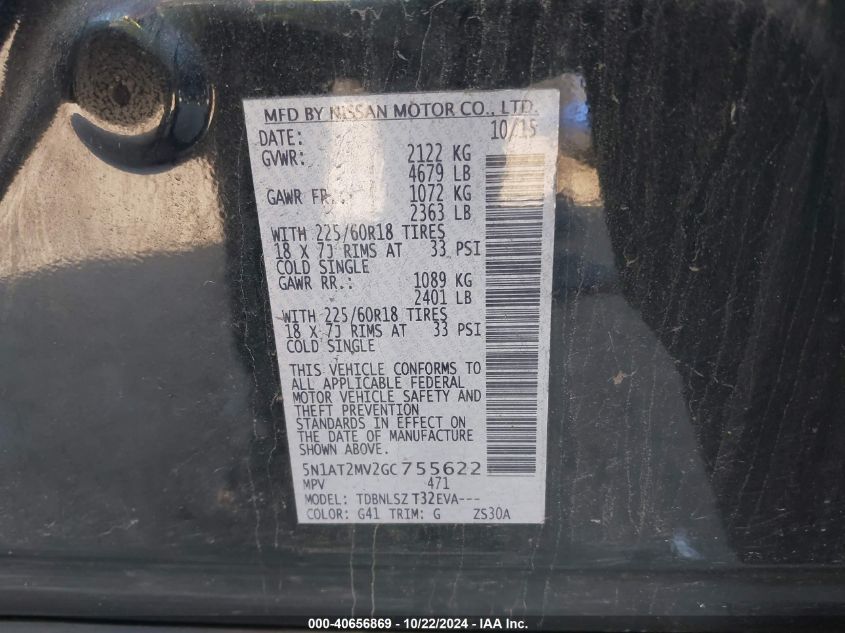 MFD BY NISSAN MOTOR CO., LTD.
DATE: 10/15
GVWR: 2122 KG
4679 LB
GAWR FR.: 1072 KG
2363 LB
WITH 225/60R18 TIRES
18 X 7J RIMS AT 33 PSI
COLD SINGLE
GAWR RR.: 1089 KG
2401 LB
WITH 225/60R18 TIRES
18 X 7J RIMS AT 33 PSI
COLD SINGLE
THIS VEHICLE CONFORMS TO
ALL APPLICABLE FEDERAL
MOTOR VEHICLE SAFETY AND
THEFT PREVENTION
STANDARDS IN EFFECT ON
THE DATE OF MANUFACTURE
SHOWN ABOVE.
5N1AT2MV2GC755622
MPV 471
MODEL: TDBNLSZ T32EVA---
COLOR: G41 TRIM: G ZS30A
000-40656869 - 10/22/2024 - IAA Inc.